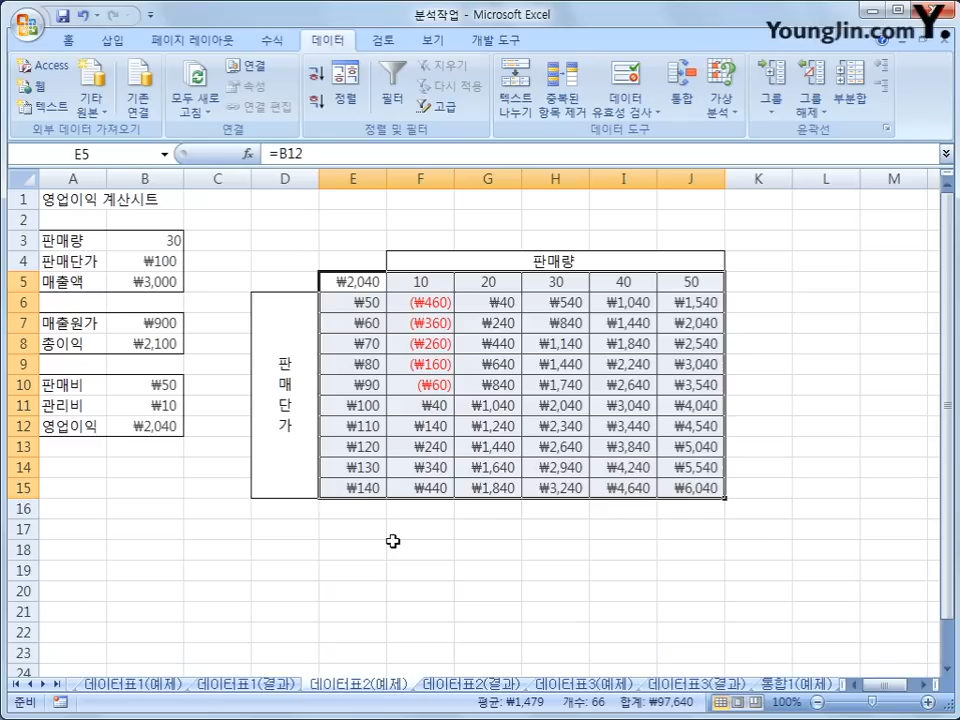 분석작업 - Microsoft Excel
YoungJin.com Y.
홈 삽입 페이지 레이아웃 수식 데이터 검토 보기 개발 도구
Access
웹
텍스트
기타 원본
기존 연결
외부 데이터 가져오기
모두 새로 고침
연결
속성
연결 편집
연결
정렬
필터
지우기
다시 적용
고급
정렬 및 필터
텍스트 나누기
중복된 항목 제거
데이터 유효성 검사
통합
가상 분석
데이터 도구
그룹
그룹 해제
부분합
윤곽선
E5 fx =B12
A B C D E F G H I J K L M
1 영업이익 계산시트
2
3 판매량 30
4 판매단가 ₩100 판매량
5 매출액 ₩3,000 ₩2,040 10 20 30 40 50
6 ₩50 (₩460) ₩40 ₩540 ₩1,040 ₩1,540
7 매출원가 ₩900 ₩60 (₩360) ₩240 ₩840 ₩1,440 ₩2,040
8 총이익 ₩2,100 ₩70 (₩260) ₩440 ₩1,140 ₩1,840 ₩2,540
9 판 ₩80 (₩160) ₩640 ₩1,440 ₩2,240 ₩3,040
10 판매비 ₩50 매 ₩90 (₩60) ₩840 ₩1,740 ₩2,640 ₩3,540
11 관리비 ₩10 단 ₩100 ₩40 ₩1,040 ₩2,040 ₩3,040 ₩4,040
12 영업이익 ₩2,040 가 ₩110 ₩140 ₩1,240 ₩2,340 ₩3,440 ₩4,540
13 ₩120 ₩240 ₩1,440 ₩2,640 ₩3,840 ₩5,040
14 ₩130 ₩340 ₩1,640 ₩2,940 ₩4,240 ₩5,540
15 ₩140 ₩440 ₩1,840 ₩3,240 ₩4,640 ₩6,040
16
17
18
19
20
21
22
23
24
데이터표1(예제) 데이터표1(결과) 데이터표2(예제) 데이터표2(결과) 데이터표3(예제) 데이터표3(결과) 통합1(예제)
준비 평균: ₩1,479 개수: 66 합계: ₩97,640 100%